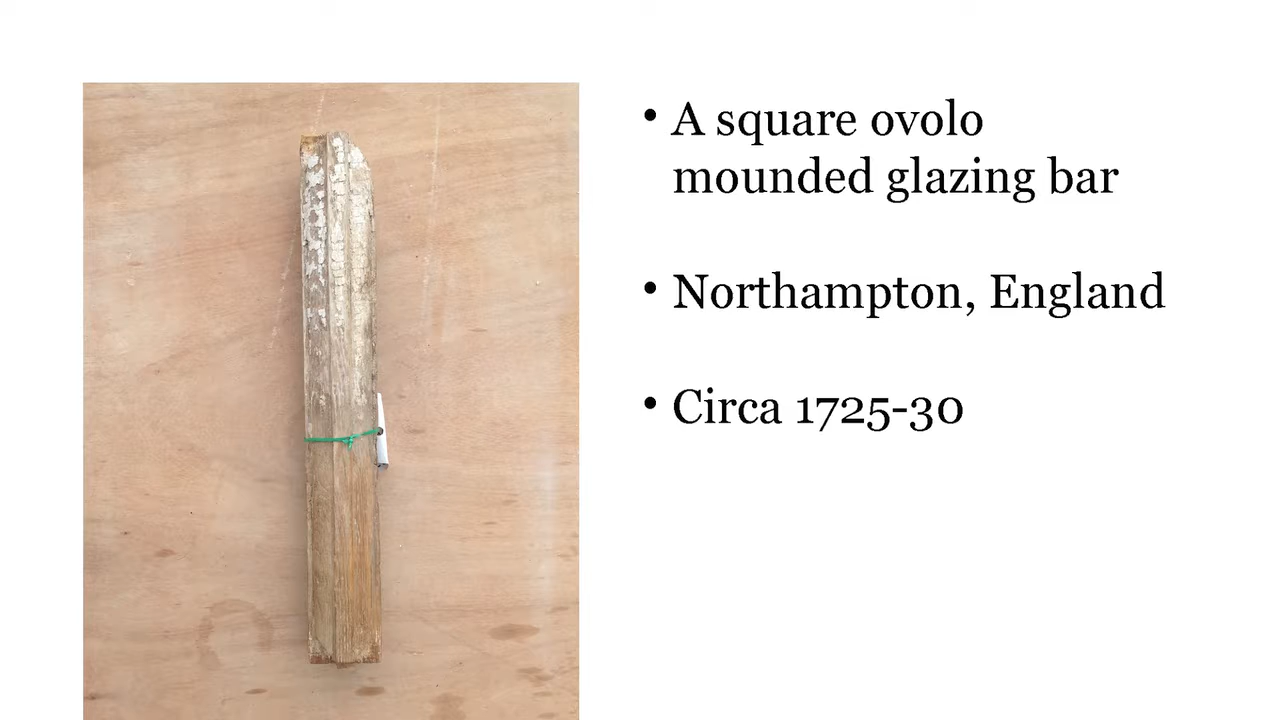 • A square ovolo
mounded glazing bar
• Northampton, England
• Circa 1725-30